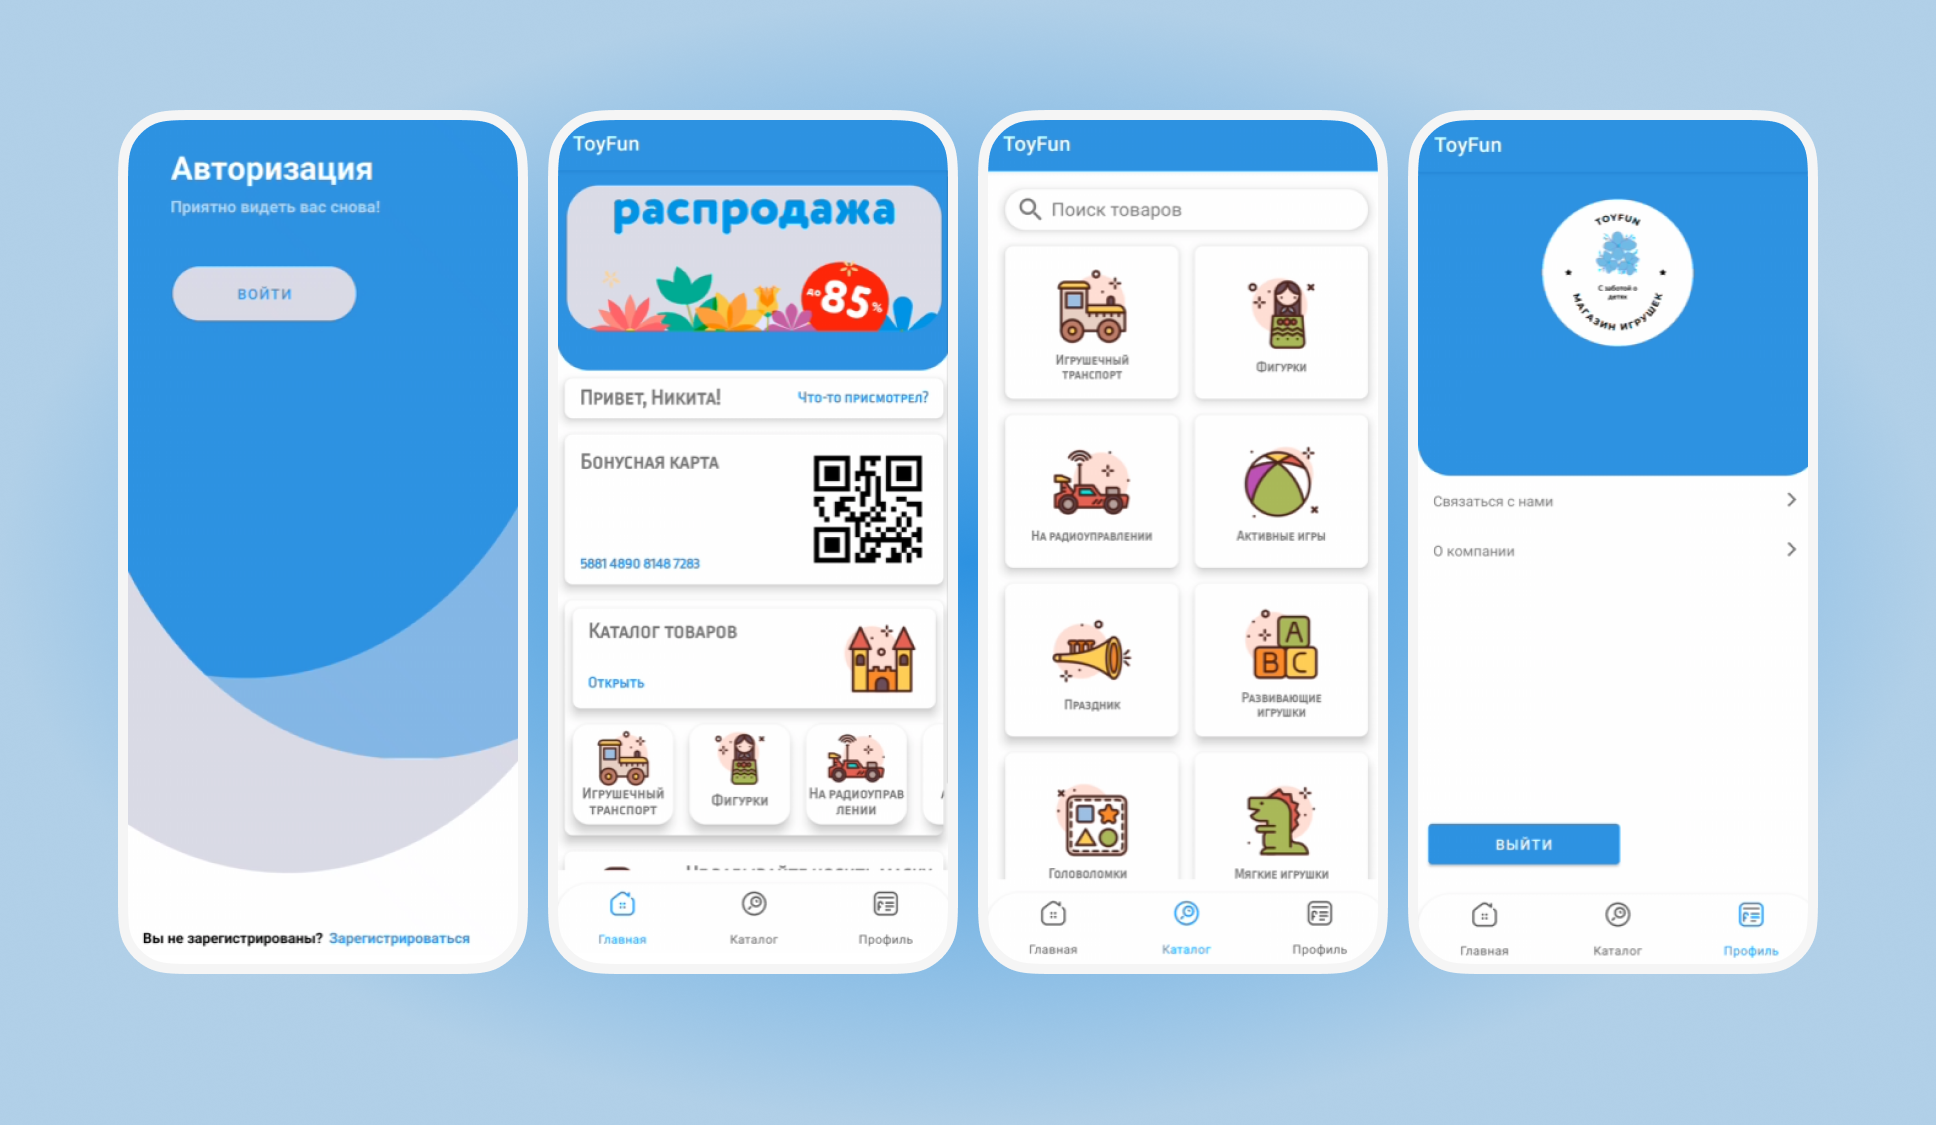 Авторизация
Приятно видеть вас снова!
ВОЙТИ
Вы не зарегистрированы? Зарегистрироваться
ToyFun
распродажа
до 85%
Привет, Никита!
Что-то присмотрел?
Бонусная карта
5881 4890 8148 7283
Каталог товаров
Открыть
Игрушечный
транспорт
Фигурки
На радиоуправ
лении
Главная
Каталог
Профиль
ToyFun
Поиск товаров
Игрушечный
транспорт
Фигурки
На радиоуправлении
Активные игры
Праздник
A
B C
Развивающие
игрушки
Головоломки
Мягкие игрушки
Главная
Каталог
Профиль
ToyFun
TOYFUN
С заботой о
детях
МАГАЗИН ИГРУШЕК
Связаться с нами
О компании
ВЫЙТИ
Главная
Каталог
Профиль